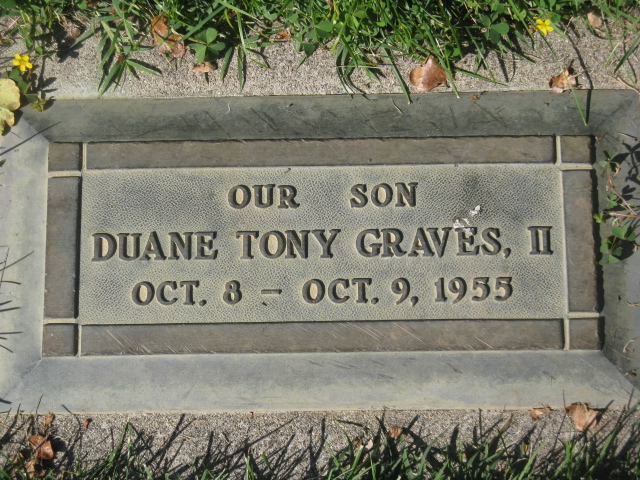 OUR SON
DUANE TONY GRAVES, II
OCT. 8 - OCT. 9, 1955